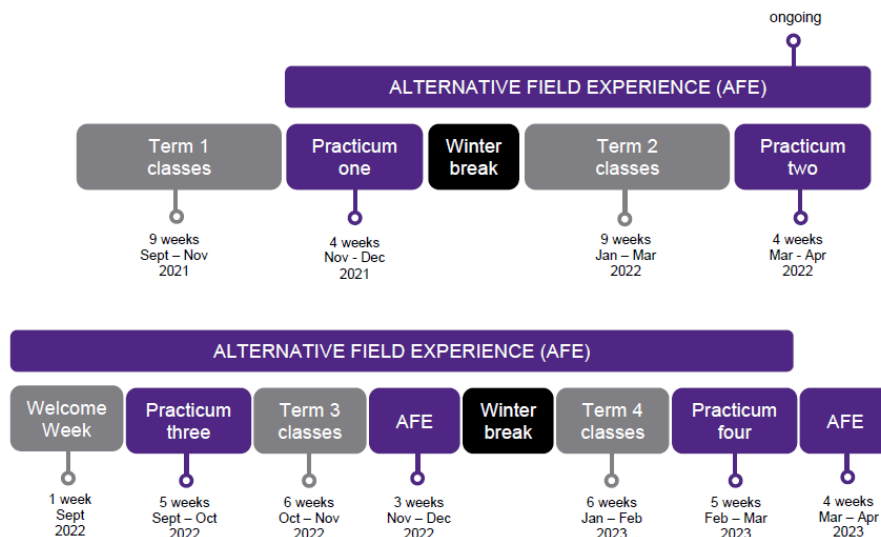 ongoing
ALTERNATIVE FIELD EXPERIENCE (AFE)
Term 1
classes
Practicum
one
Winter
break
Term 2
classes
Practicum
two
9 weeks
Sept – Nov
2021
4 weeks
Nov - Dec
2021
9 weeks
Jan – Mar
2022
4 weeks
Mar - Apr
2022
ALTERNATIVE FIELD EXPERIENCE (AFE)
Welcome
Week
Practicum
three
Term 3
classes
AFE
Winter
break
Term 4
classes
Practicum
four
AFE
1 week
Sept
2022
5 weeks
Sept – Oct
2022
6 weeks
Oct – Nov
2022
3 weeks
Nov – Dec
2022
6 weeks
Jan – Feb
2023
5 weeks
Feb – Mar
2023
4 weeks
Mar – Apr
2023